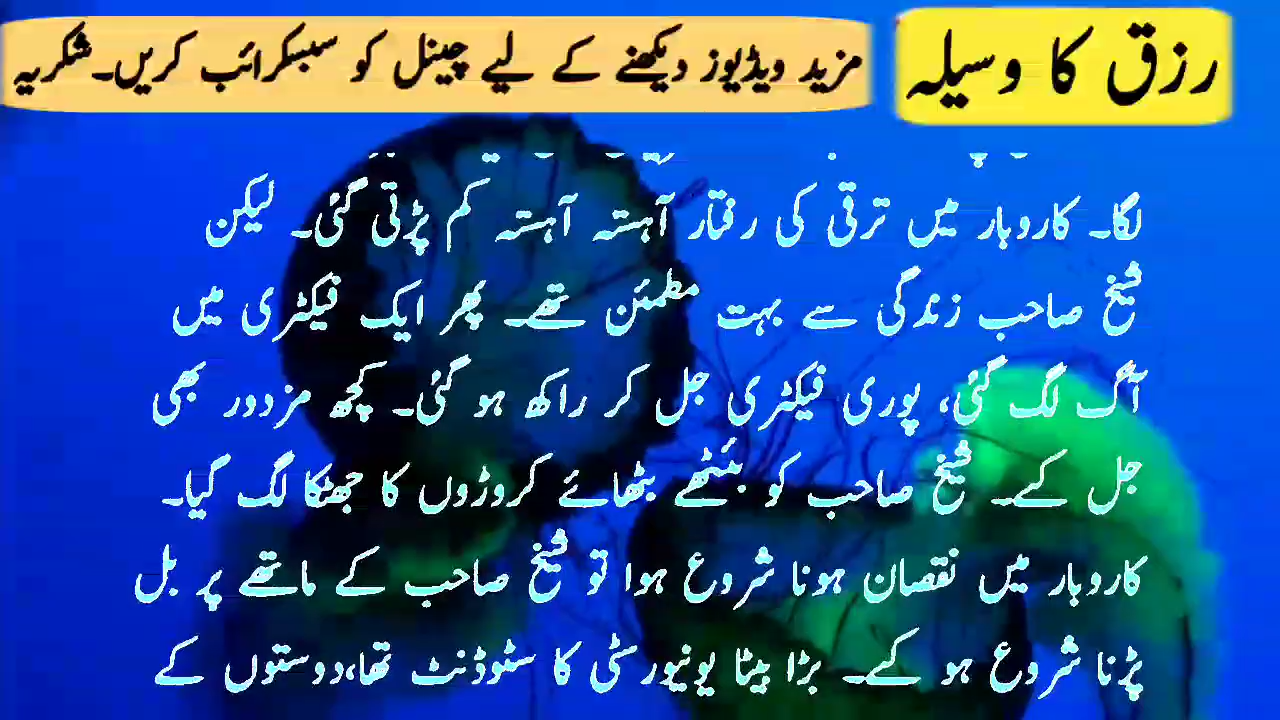 رزق کا وسیلہ
مزید ویڈیوز دیکھنے کے لیے چینل کو سبسکرائب کریں۔شکریہ
لگا۔ کاروبار میں ترقی کی رفتار آہستہ آہستہ کم پڑتی گئی۔ لیکن
شیخ صاحب زندگی سے بہت مطمئن تھے۔ پھر ایک فیکٹری میں
آگ لگ گئی، پوری فیکٹری جل کر راکھ ہو گئی۔ کچھ مزدور بھی
جل گے۔ شیخ صاحب کو بیٹھے بٹھائے کروڑوں کا جھٹکا لگ گیا۔
کاروبار میں نقصان ہونا شروع ہوا تو شیخ صاحب کے ماتھے پر بل
پڑنا شروع ہو گے۔ بڑا بیٹا یونیورسٹی کا سٹوڈنٹ تھا،دوستوں کے